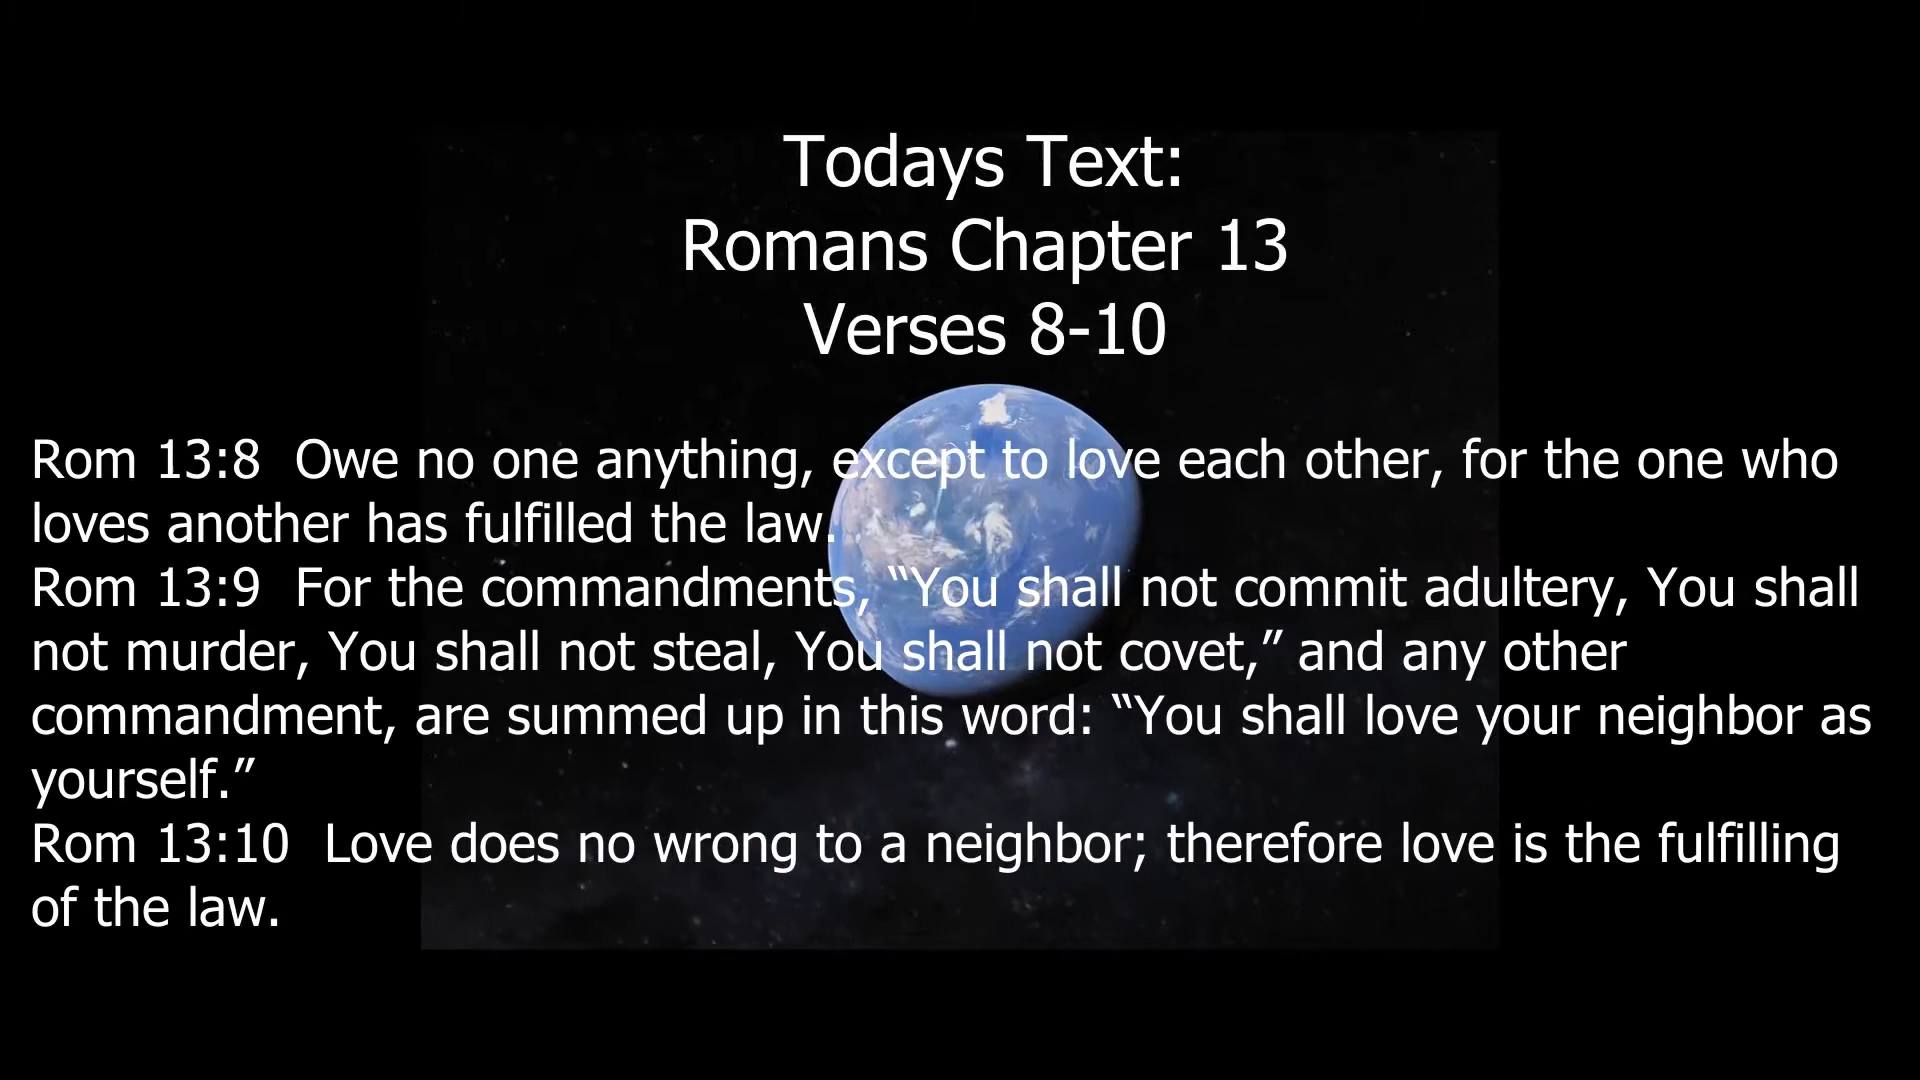 Todays Text:
Romans Chapter 13
Verses 8-10
Rom 13:8  Owe no one anything, except to love each other, for the one who
loves another has fulfilled the law.
Rom 13:9  For the commandments, “You shall not commit adultery, You shall
not murder, You shall not steal, You shall not covet,” and any other
commandment, are summed up in this word: “You shall love your neighbor as
yourself.”
Rom 13:10  Love does no wrong to a neighbor; therefore love is the fulfilling
of the law.